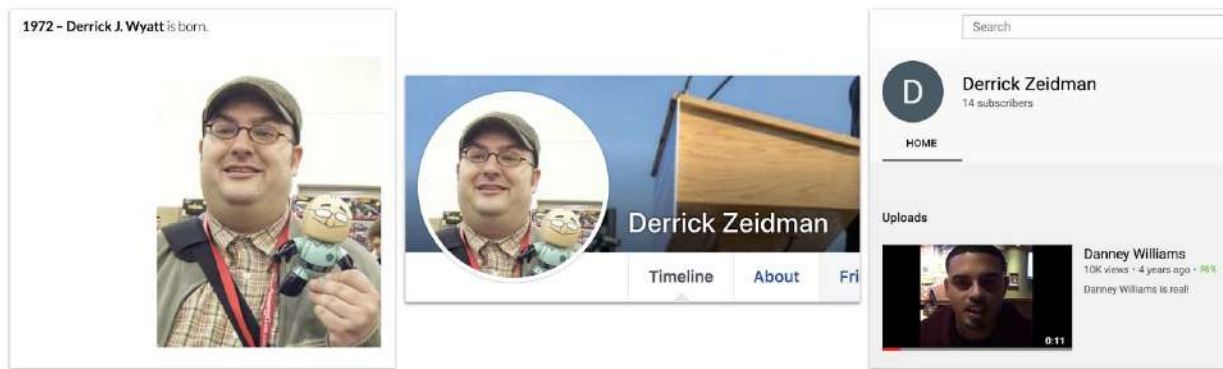 1972 – Derrick J. Wyatt is born.
Derrick Zeidman
Timeline
About
Fri
Search
D
Derrick Zeidman
14 subscribers
HOME
Uploads
Danney Williams
10K views • 4 years ago • 96%
Danney Williams is real!
0:11